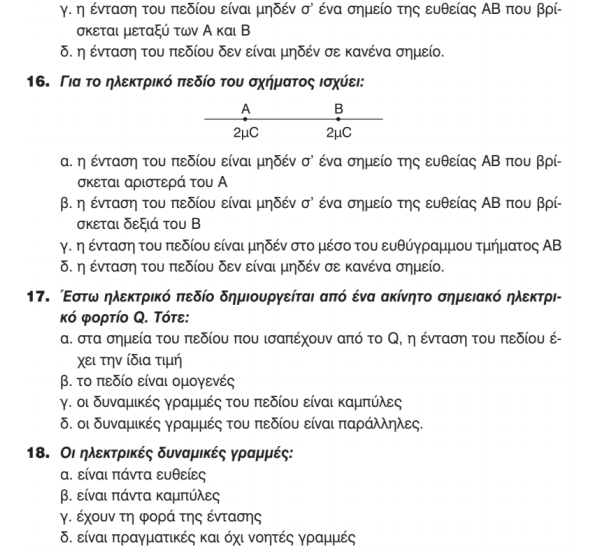 γ. η ένταση του πεδίου είναι μηδέν σ' ένα σημείο της ευθείας ΑΒ που βρί-
σκεται μεταξύ των Α και Β
δ. η ένταση του πεδίου δεν είναι μηδέν σε κανένα σημείο.
16. Για το ηλεκτρικό πεδίο του σχήματος ισχύει:
Α Β
2μC 2μC
α. η ένταση του πεδίου είναι μηδέν σ' ένα σημείο της ευθείας ΑΒ που βρί-
σκεται αριστερά του Α
β. η ένταση του πεδίου είναι μηδέν σ' ένα σημείο της ευθείας ΑΒ που βρί-
σκεται δεξιά του Β
γ. η ένταση του πεδίου είναι μηδέν στο μέσο του ευθύγραμμου τμήματος ΑΒ
δ. η ένταση του πεδίου δεν είναι μηδέν σε κανένα σημείο.
17. Έστω ηλεκτρικό πεδίο δημιουργείται από ένα ακίνητο σημειακό ηλεκτρι-
κό φορτίο Q. Τότε:
α. στα σημεία του πεδίου που ισαπέχουν από το Q, η ένταση του πεδίου έ-
χει την ίδια τιμή
β. το πεδίο είναι ομογενές
γ. οι δυναμικές γραμμές του πεδίου είναι καμπύλες
δ. οι δυναμικές γραμμές του πεδίου είναι παράλληλες.
18. Οι ηλεκτρικές δυναμικές γραμμές:
α. είναι πάντα ευθείες
β. είναι πάντα καμπύλες
γ. έχουν τη φορά της έντασης
δ. είναι πραγματικές και όχι νοητές γραμμές